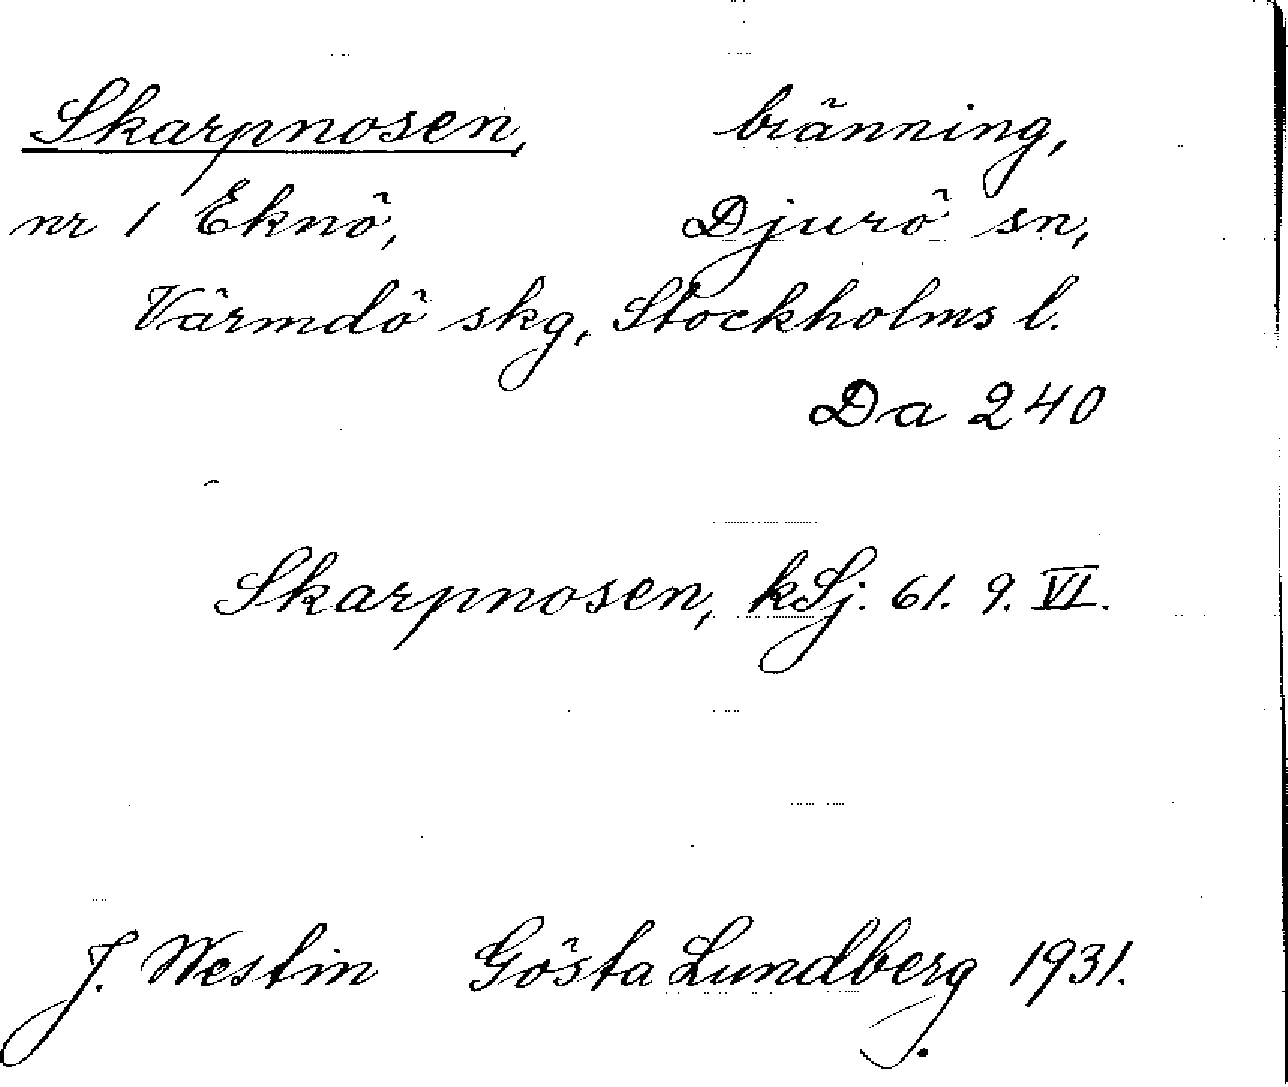 Skarpnosen, bränning,
nr 1 Eknö, Djurö sn,
Värmdö skg, Stockholms l.
Da 240
Skarpnosen, kSj. 61. 9. VI.
J. Westin Gösta Lundberg 1931.